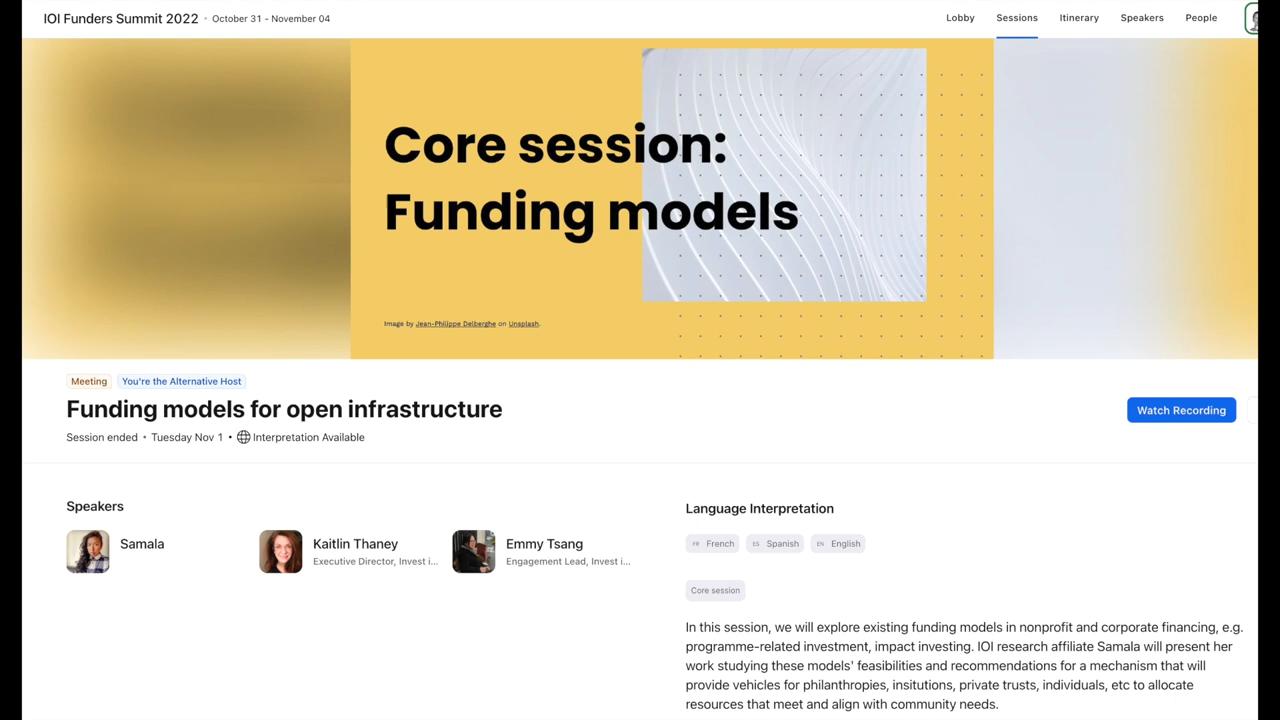 IOI Funders Summit 2022 • October 31 - November 04
Lobby Sessions Itinerary Speakers People
Core session:
Funding models
Image by Jean-Philippe Delberghe on Unsplash.
Meeting You're the Alternative Host
Funding models for open infrastructure
Watch Recording
Session ended • Tuesday Nov 1 • Interpretation Available
Speakers
Samala
Kaitlin Thaney
Executive Director, Invest i...
Emmy Tsang
Engagement Lead, Invest i...
Language Interpretation
FR French ES Spanish EN English
Core session
In this session, we will explore existing funding models in nonprofit and corporate financing, e.g.
programme-related investment, impact investing. IOI research affiliate Samala will present her
work studying these models' feasibilities and recommendations for a mechanism that will
provide vehicles for philanthropies, insitutions, private trusts, individuals, etc to allocate
resources that meet and align with community needs.